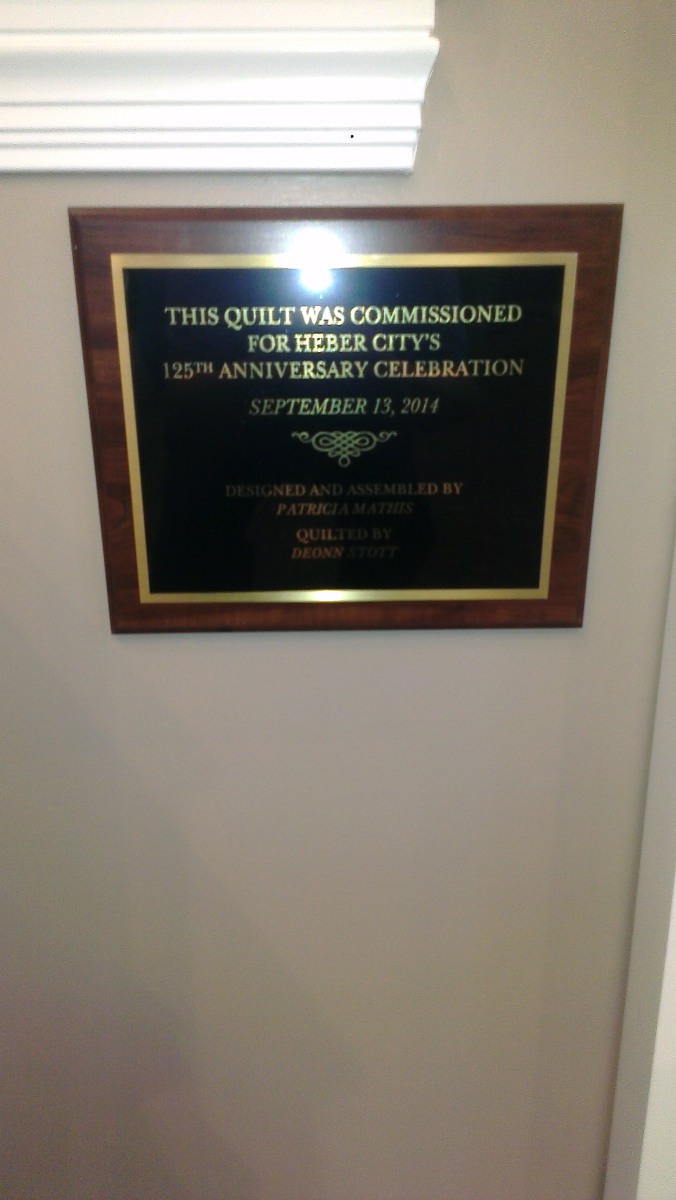 THIS QUILT WAS COMMISSIONED
FOR HEBER CITY'S
125TH ANNIVERSARY CELEBRATION
SEPTEMBER 13, 2014
DESIGNED AND ASSEMBLED BY
PATRICIA MATHIS
QUILTED BY
DEONN STOTT